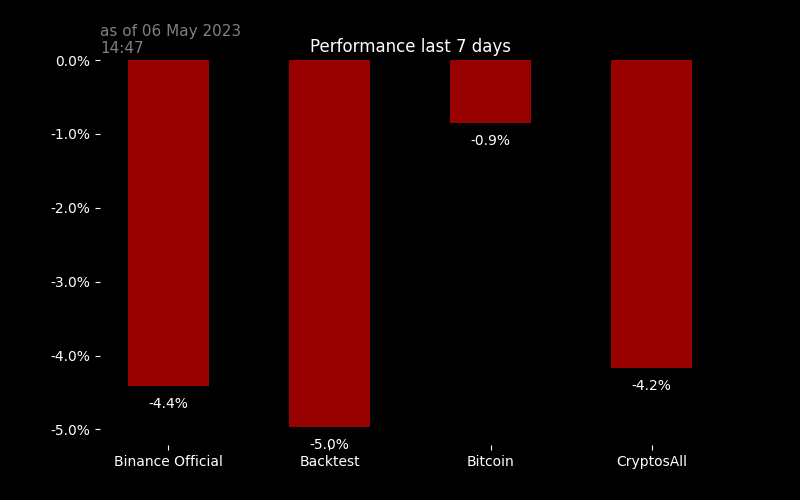 as of 06 May 2023
14:47
Performance last 7 days
0.0%
-1.0%
-2.0%
-3.0%
-4.0%
-5.0%
-4.4%
-5.0%
-0.9%
-4.2%
Binance Official
Backtest
Bitcoin
CryptosAll